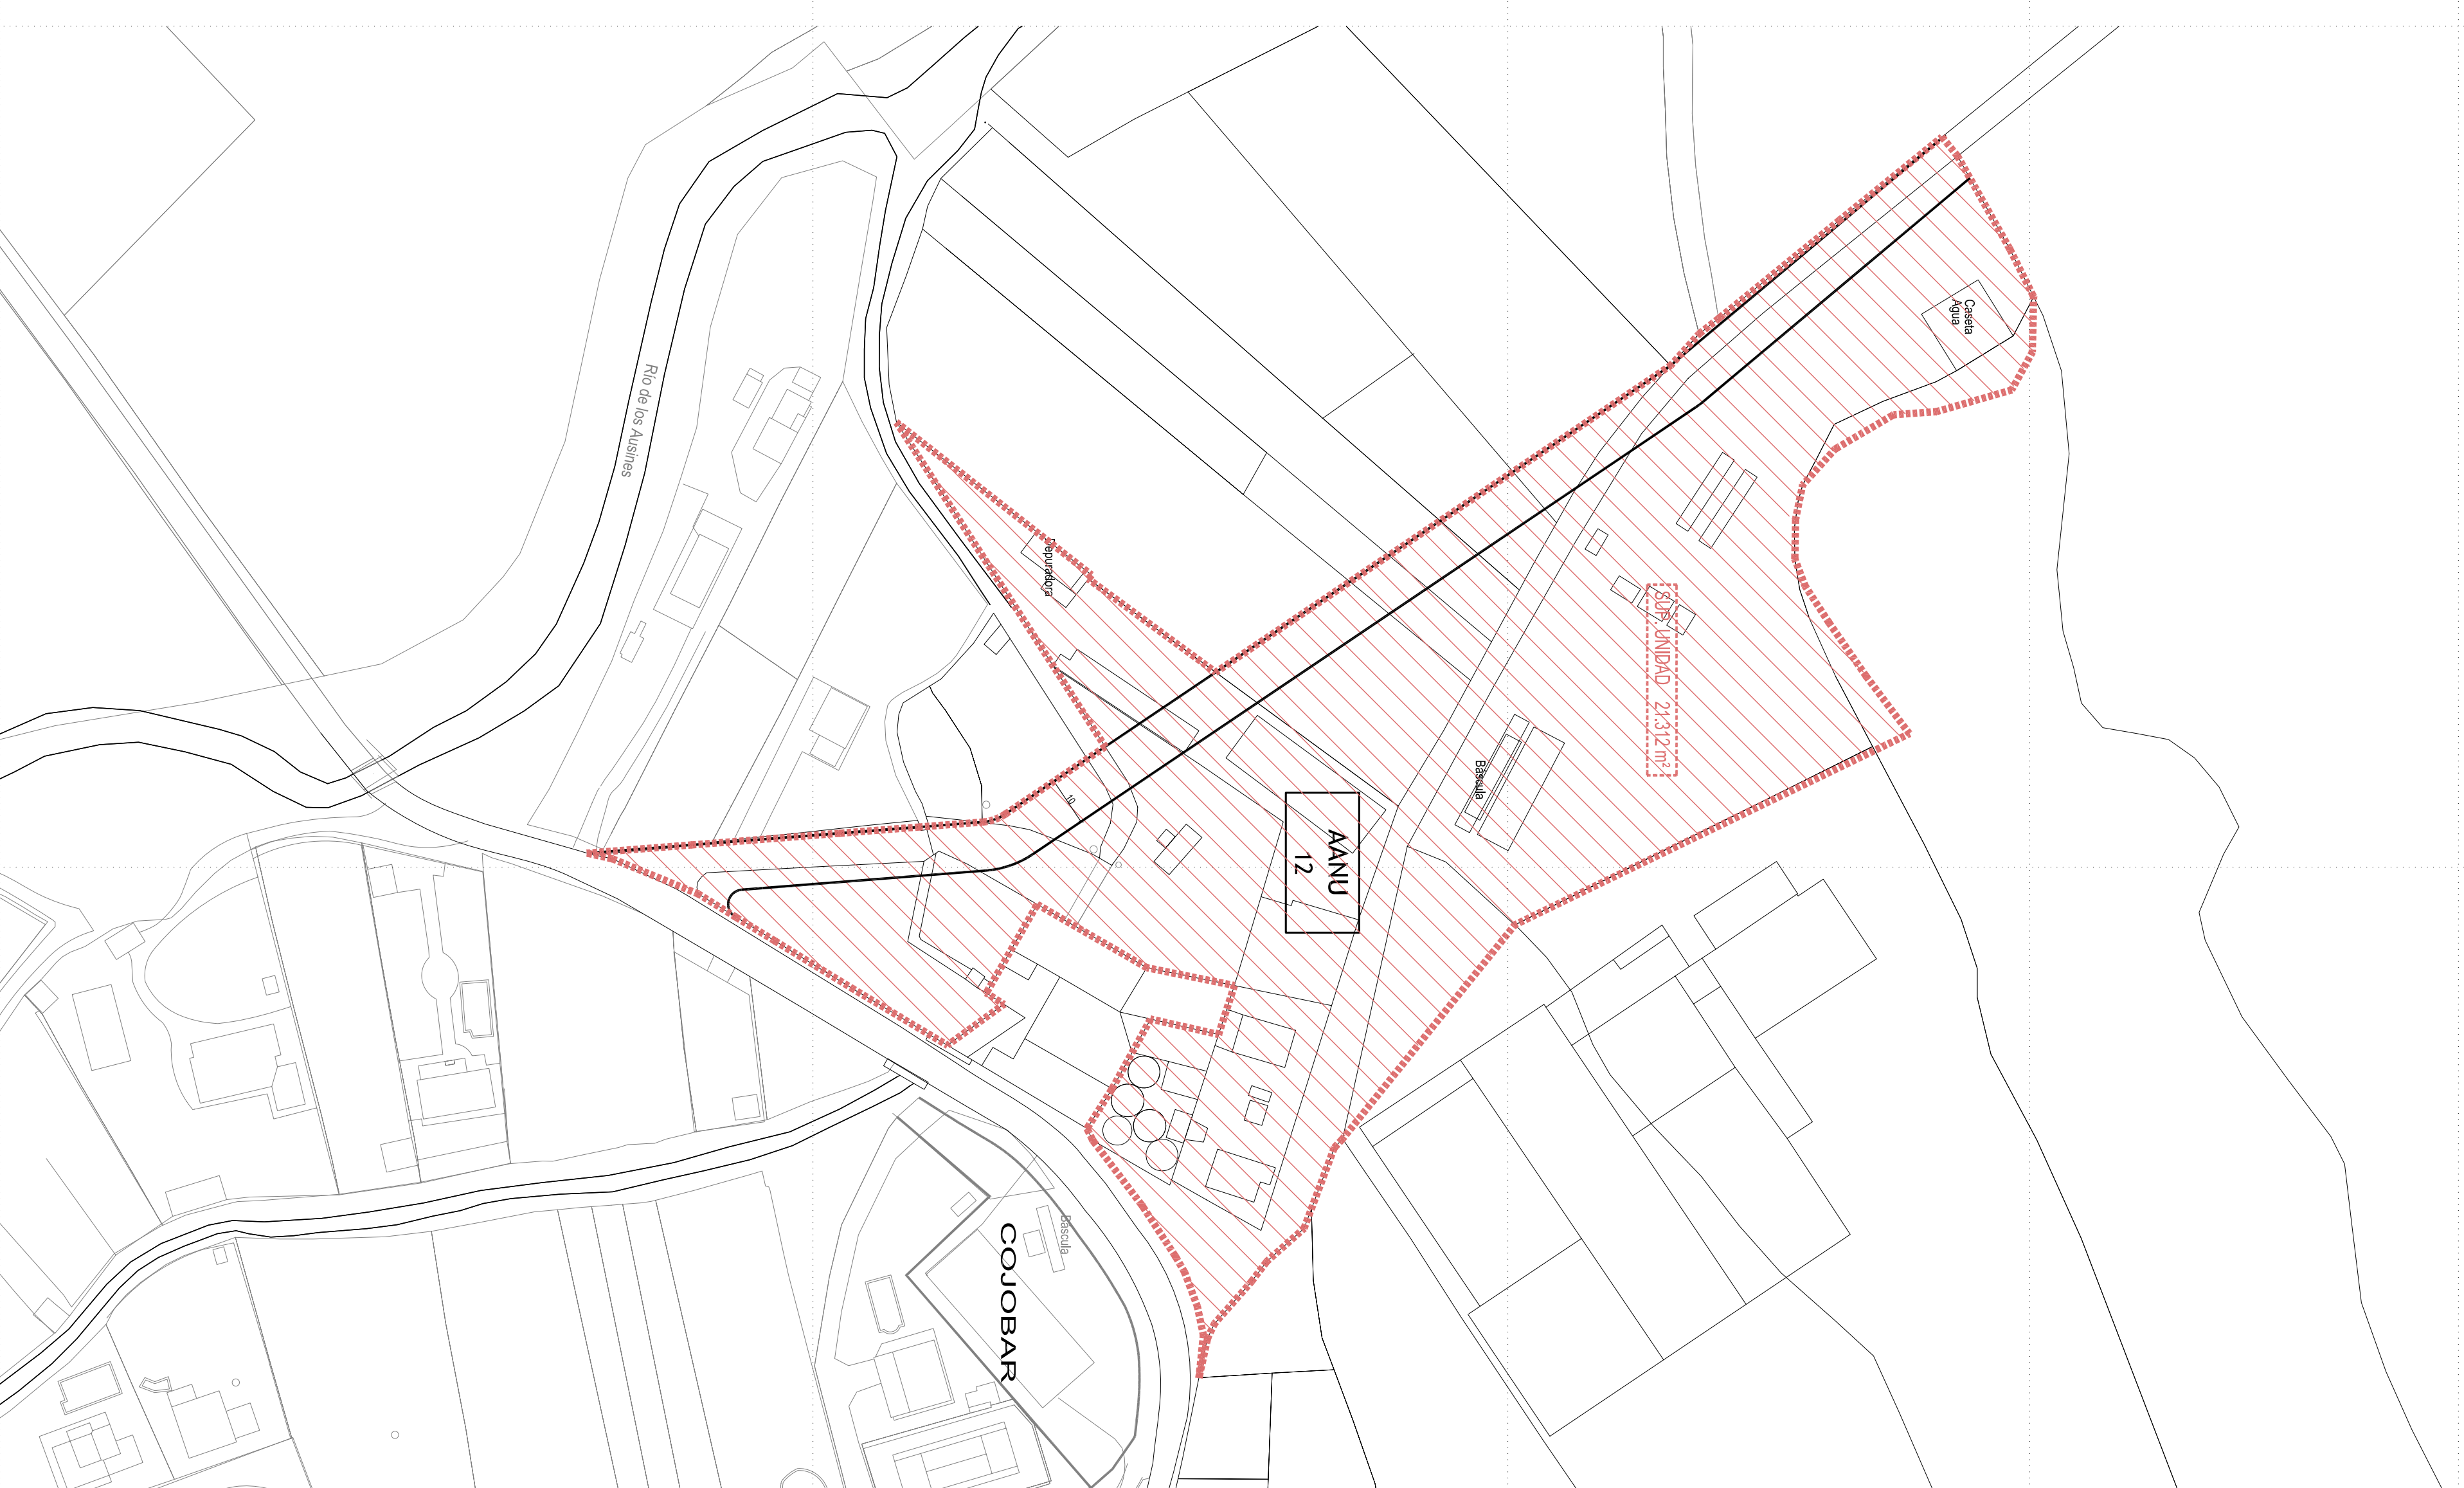 Caseta
Agua
Río de los Ausines
Depuradora
SUP. UNIDAD 21.312 m²
Báscula
10
AANU
12
Báscula
COJOBAR